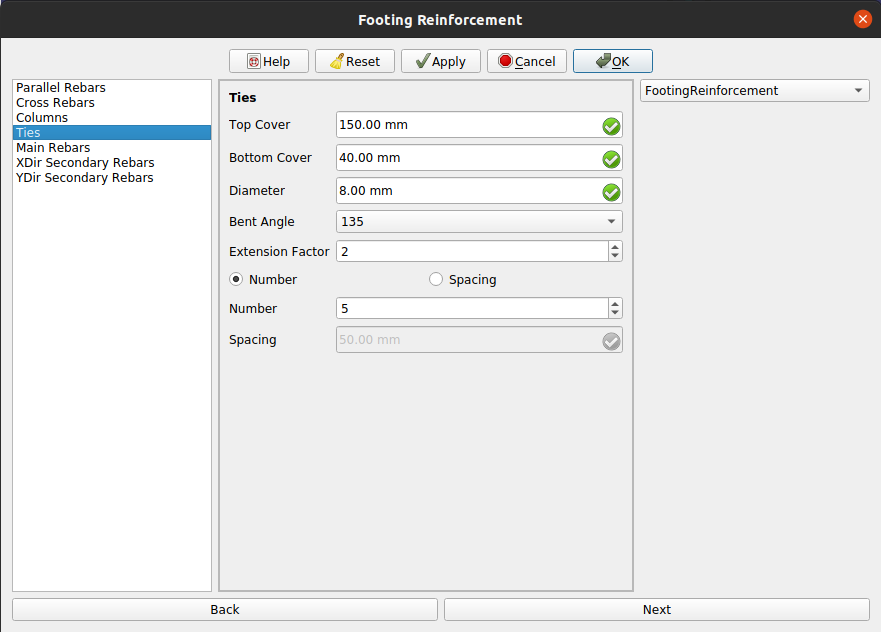 Footing Reinforcement
Help
Reset
Apply
Cancel
OK
Parallel Rebars
Cross Rebars
Columns
Ties
Main Rebars
XDir Secondary Rebars
YDir Secondary Rebars
Ties
Top Cover 150.00 mm
Bottom Cover 40.00 mm
Diameter 8.00 mm
Bent Angle 135
Extension Factor 2
Number Spacing
Number 5
Spacing 50.00 mm
FootingReinforcement
Back
Next